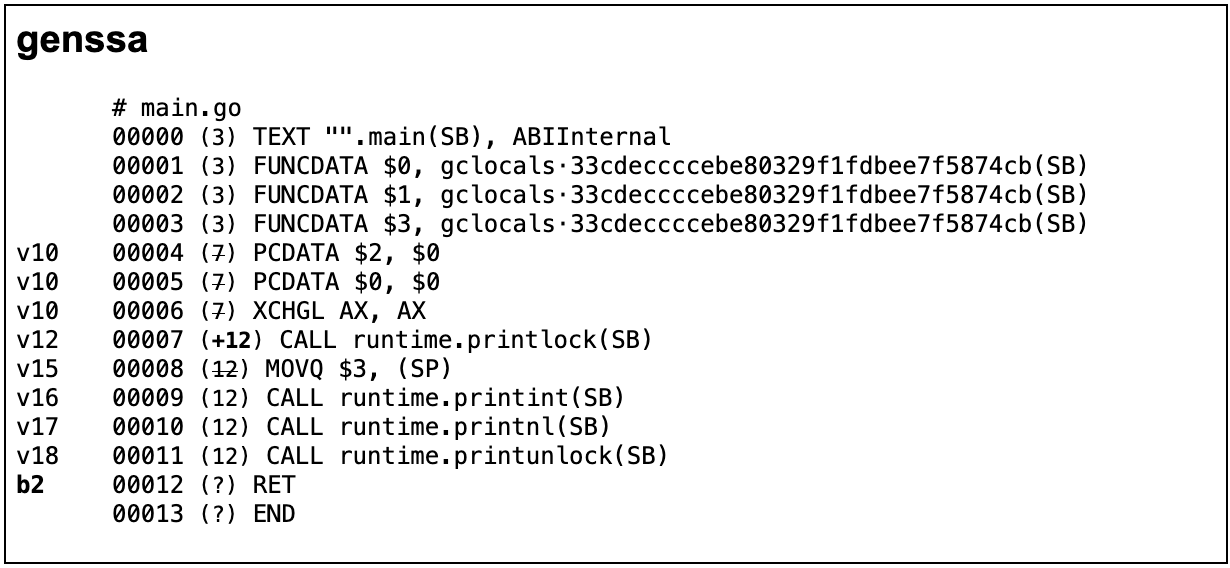 genssa
# main.go
00000 (3) TEXT "".main(SB), ABIInternal
00001 (3) FUNCDATA $0, gclocals·33cdeccccebe80329f1fdbee7f5874cb(SB)
00002 (3) FUNCDATA $1, gclocals·33cdeccccebe80329f1fdbee7f5874cb(SB)
00003 (3) FUNCDATA $3, gclocals·33cdeccccebe80329f1fdbee7f5874cb(SB)
v10 00004 (7) PCDATA $2, $0
v10 00005 (7) PCDATA $0, $0
v10 00006 (7) XCHGL AX, AX
v12 00007 (+12) CALL runtime.printlock(SB)
v15 00008 (12) MOVQ $3, (SP)
v16 00009 (12) CALL runtime.printint(SB)
v17 00010 (12) CALL runtime.printnl(SB)
v18 00011 (12) CALL runtime.printunlock(SB)
b2 00012 (?) RET
00013 (?) END